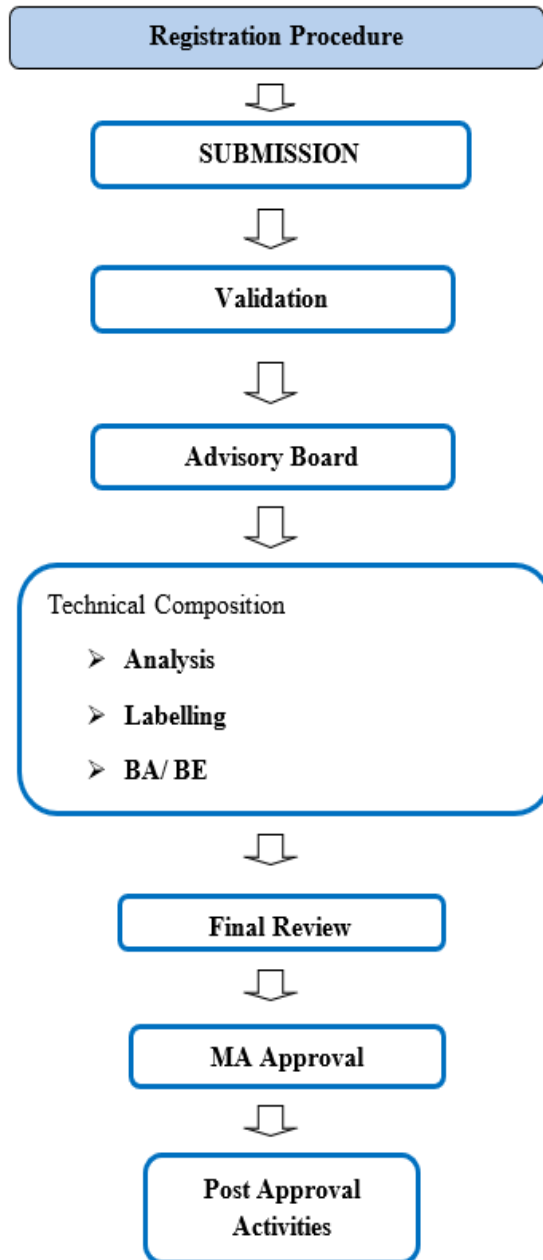 Registration Procedure
SUBMISSION
Validation
Advisory Board
Technical Composition
➢ Analysis
➢ Labelling
➢ BA/ BE
Final Review
MA Approval
Post Approval
Activities